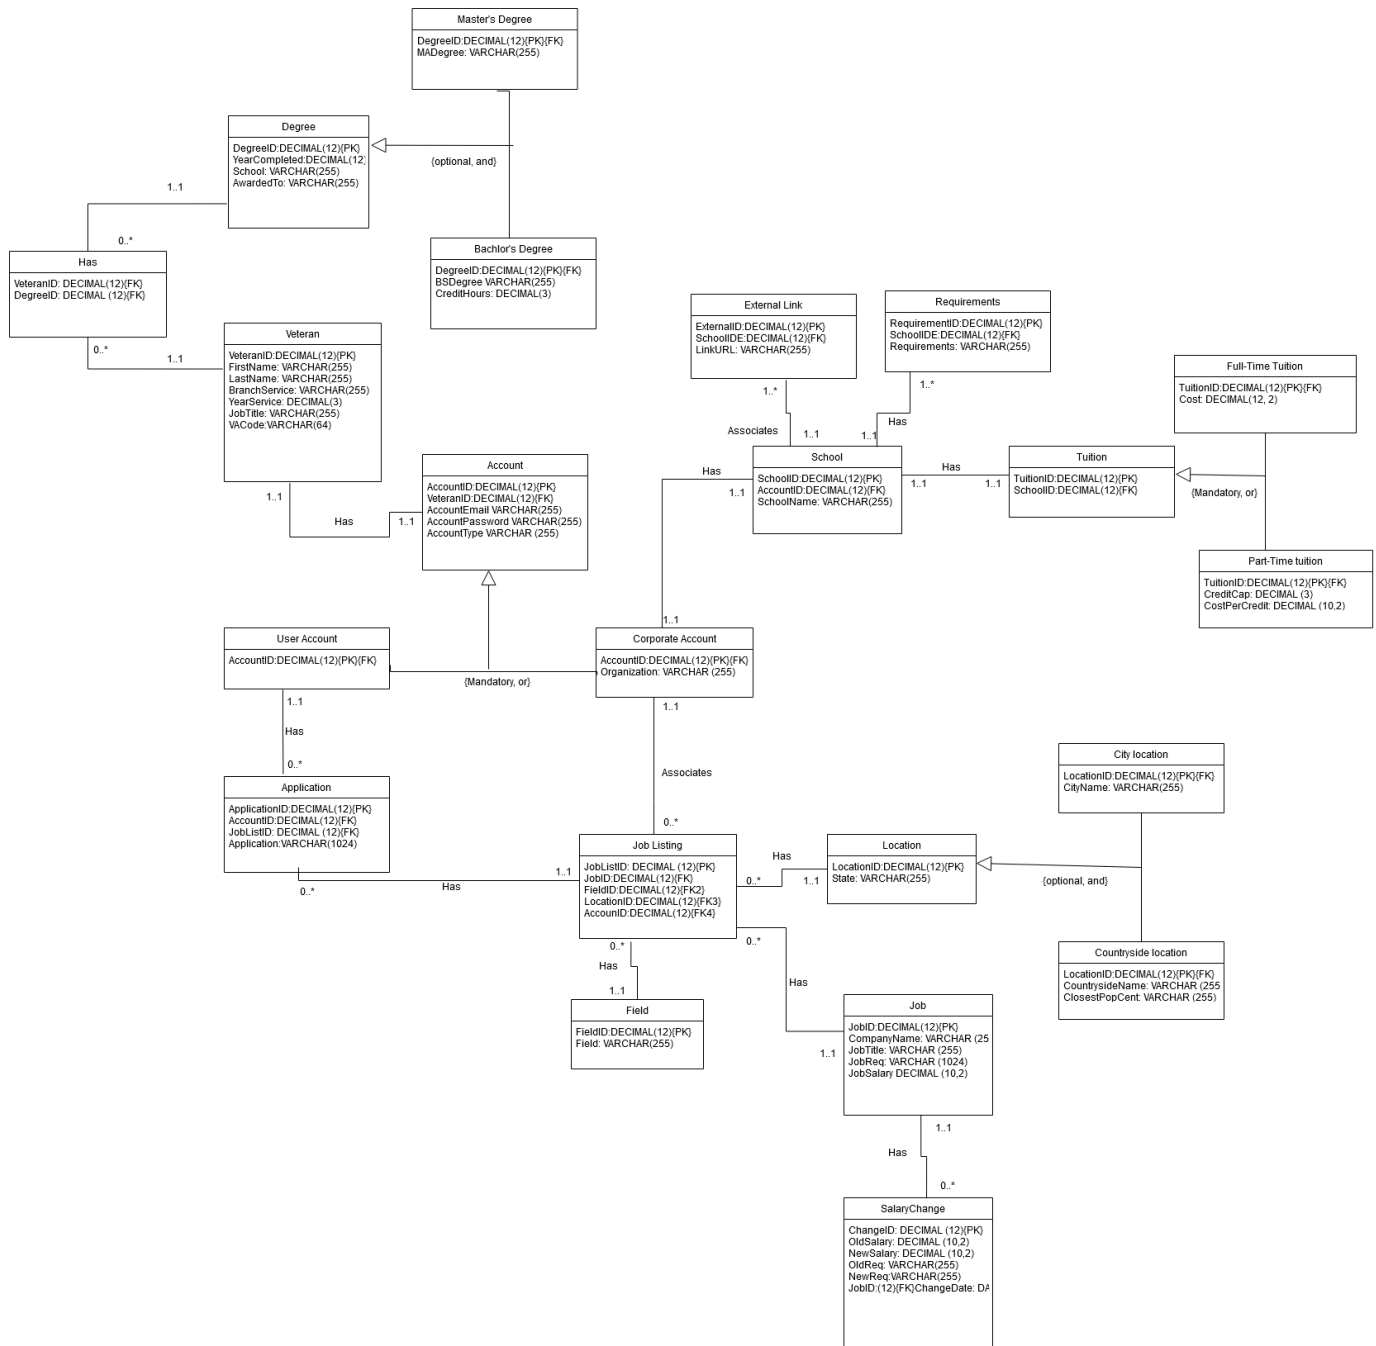 Master's Degree
DegreeID:DECIMAL(12){PK}{FK}
MADegree: VARCHAR(255)
Degree
DegreeID:DECIMAL(12){PK}
YearCompleted:DECIMAL(12)
School: VARCHAR(255)
AwardedTo: VARCHAR(255)
{optional, and}
1..1
0..*
Has
VeteranID: DECIMAL(12){FK}
DegreeID: DECIMAL (12){FK}
Bachlor's Degree
DegreeID:DECIMAL(12){PK}{FK}
BSDegree VARCHAR(255)
CreditHours: DECIMAL(3)
0..*
1..1
Veteran
VeteranID:DECIMAL(12){PK}
FirstName: VARCHAR(255)
LastName: VARCHAR(255)
BranchService: VARCHAR(255)
YearService: DECIMAL(3)
JobTitle: VARCHAR(255)
VACode:VARCHAR(64)
External Link
ExternalID:DECIMAL(12){PK}
SchoolIDE:DECIMAL(12){FK}
LinkURL: VARCHAR(255)
Requirements
RequirementID:DECIMAL(12){PK}
SchoolIDE:DECIMAL(12){FK}
Requirements: VARCHAR(255)
Full-Time Tuition
TuitionID:DECIMAL(12){PK}{FK}
Cost: DECIMAL(12, 2)
1..*
Associates
1..1
1..*
Has
1..1
School
SchoolID:DECIMAL(12){PK}
AccountID:DECIMAL(12){FK}
SchoolName: VARCHAR(255)
Has
1..1
1..1
Tuition
TuitionID:DECIMAL(12){PK}
SchoolID:DECIMAL(12){FK}
{Mandatory, or}
Part-Time tuition
TuitionID:DECIMAL(12){PK}{FK}
CreditCap: DECIMAL (3)
CostPerCredit: DECIMAL (10,2)
Account
AccountID:DECIMAL(12){PK}
VeteranID:DECIMAL(12){FK}
AccountEmail VARCHAR(255)
AccountPassword VARCHAR(255)
AccountType VARCHAR (255)
1..1
Has
1..1
Has
1..1
1..1
User Account
AccountID:DECIMAL(12){PK}{FK}
{Mandatory, or}
Corporate Account
AccountID:DECIMAL(12){PK}{FK}
Organization: VARCHAR (255)
1..1
Has
0..*
1..1
Associates
0..*
Application
ApplicationID:DECIMAL(12){PK}
AccountID:DECIMAL(12){FK}
JobListID: DECIMAL (12){FK}
Application:VARCHAR(1024)
0..*
Has
1..1
Job Listing
JobListID: DECIMAL (12){PK}
JobID:DECIMAL(12){FK}
FieldID:DECIMAL(12){FK2}
LocationID:DECIMAL(12){FK3}
AccounID:DECIMAL(12){FK4}
Has
0..*
1..1
Location
LocationID:DECIMAL(12){PK}
State: VARCHAR(255)
City location
LocationID:DECIMAL(12){PK}{FK}
CityName: VARCHAR(255)
{optional, and}
Countryside location
LocationID:DECIMAL(12){PK}{FK}
CountrysideName: VARCHAR (255
ClosestPopCent: VARCHAR (255)
0..*
Has
1..1
Field
FieldID:DECIMAL(12){PK}
Field: VARCHAR(255)
0..*
Has
1..1
Job
JobID:DECIMAL(12){PK}
CompanyName: VARCHAR (25
JobTitle: VARCHAR (255)
JobReq: VARCHAR (1024)
JobSalary DECIMAL (10,2)
1..1
Has
0..*
SalaryChange
ChangeID: DECIMAL (12){PK}
OldSalary: DECIMAL (10,2)
NewSalary: DECIMAL (10,2)
OldReq: VARCHAR(255)
NewReq:VARCHAR(255)
JobID:(12){FK}ChangeDate: DA